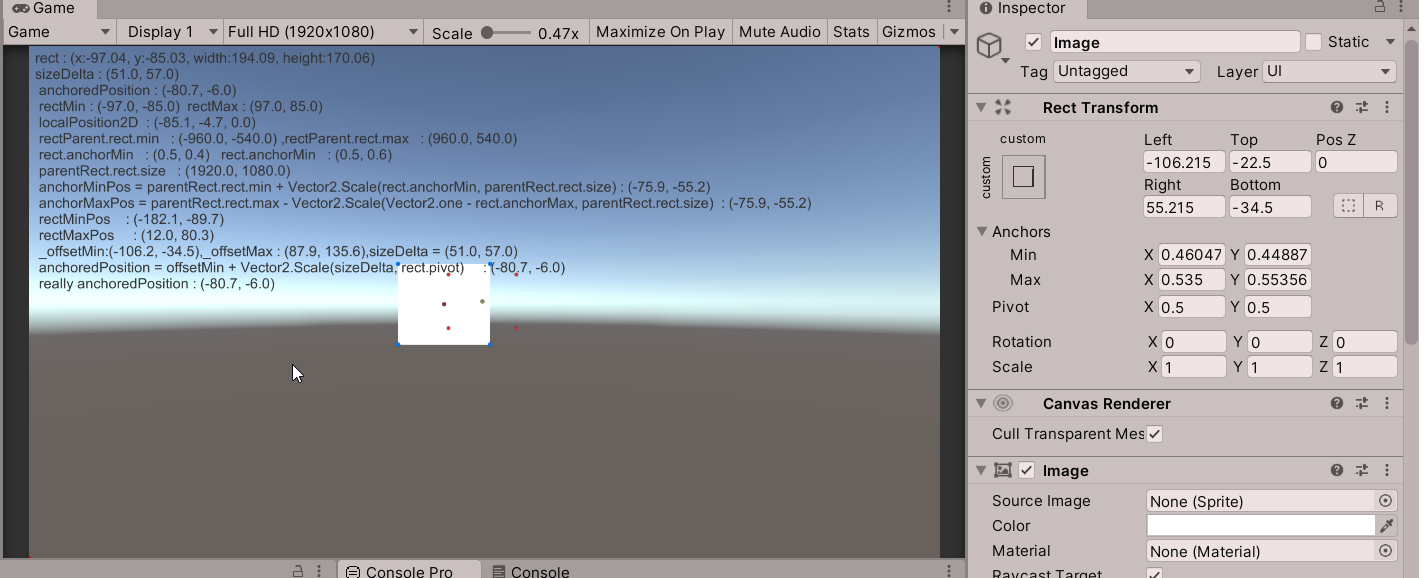 Game
Game Display 1 Full HD (1920x1080) Scale 0.47x Maximize On Play Mute Audio Stats Gizmos
rect : (x:-97.04, y:-85.03, width:194.09, height:170.06)
sizeDelta : (51.0, 57.0)
anchoredPosition : (-80.7, -6.0)
rectMin : (-97.0, -85.0) rectMax : (97.0, 85.0)
localPosition2D : (-85.1, -4.7, 0.0)
rectParent.rect.min : (-960.0, -540.0) ,rectParent.rect.max : (960.0, 540.0)
rect.anchorMin : (0.5, 0.4) rect.anchorMin : (0.5, 0.6)
parentRect.rect.size : (1920.0, 1080.0)
anchorMinPos = parentRect.rect.min + Vector2.Scale(rect.anchorMin, parentRect.rect.size) : (-75.9, -55.2)
anchorMaxPos = parentRect.rect.max - Vector2.Scale(Vector2.one - rect.anchorMax, parentRect.rect.size) : (-75.9, -55.2)
rectMinPos : (-182.1, -89.7)
rectMaxPos : (12.0, 80.3)
_offsetMin:(-106.2, -34.5),_offsetMax : (87.9, 135.6),sizeDelta = (51.0, 57.0)
anchoredPosition = offsetMin + Vector2.Scale(sizeDelta, rect.pivot) : (-80.7, -6.0)
really anchoredPosition : (-80.7, -6.0)
Console Pro Console
Inspector
Image Static
Tag Untagged Layer UI
Rect Transform
custom
custom
Left Top Pos Z
-106.215 -22.5 0
Right Bottom
55.215 -34.5 R
Anchors
Min X 0.46047 Y 0.44887
Max X 0.535 Y 0.55356
Pivot X 0.5 Y 0.5
Rotation X 0 Y 0 Z 0
Scale X 1 Y 1 Z 1
Canvas Renderer
Cull Transparent Mes
Image
Source Image None (Sprite)
Color
Material None (Material)
Raycast Target